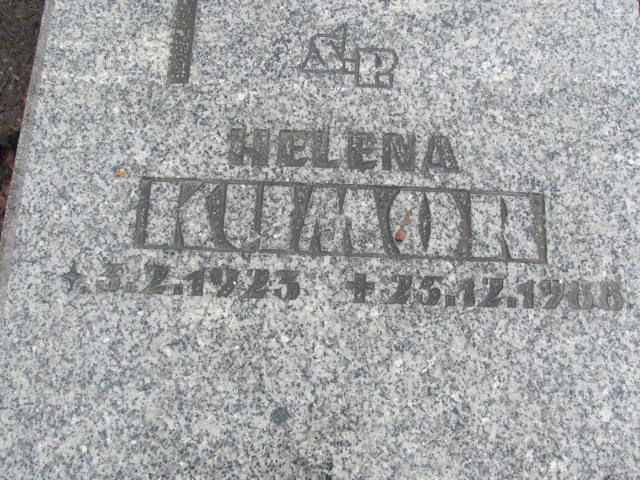 Ś.P.
HELENA
KUMOR
* 3.2.1923 + 25.12.1988